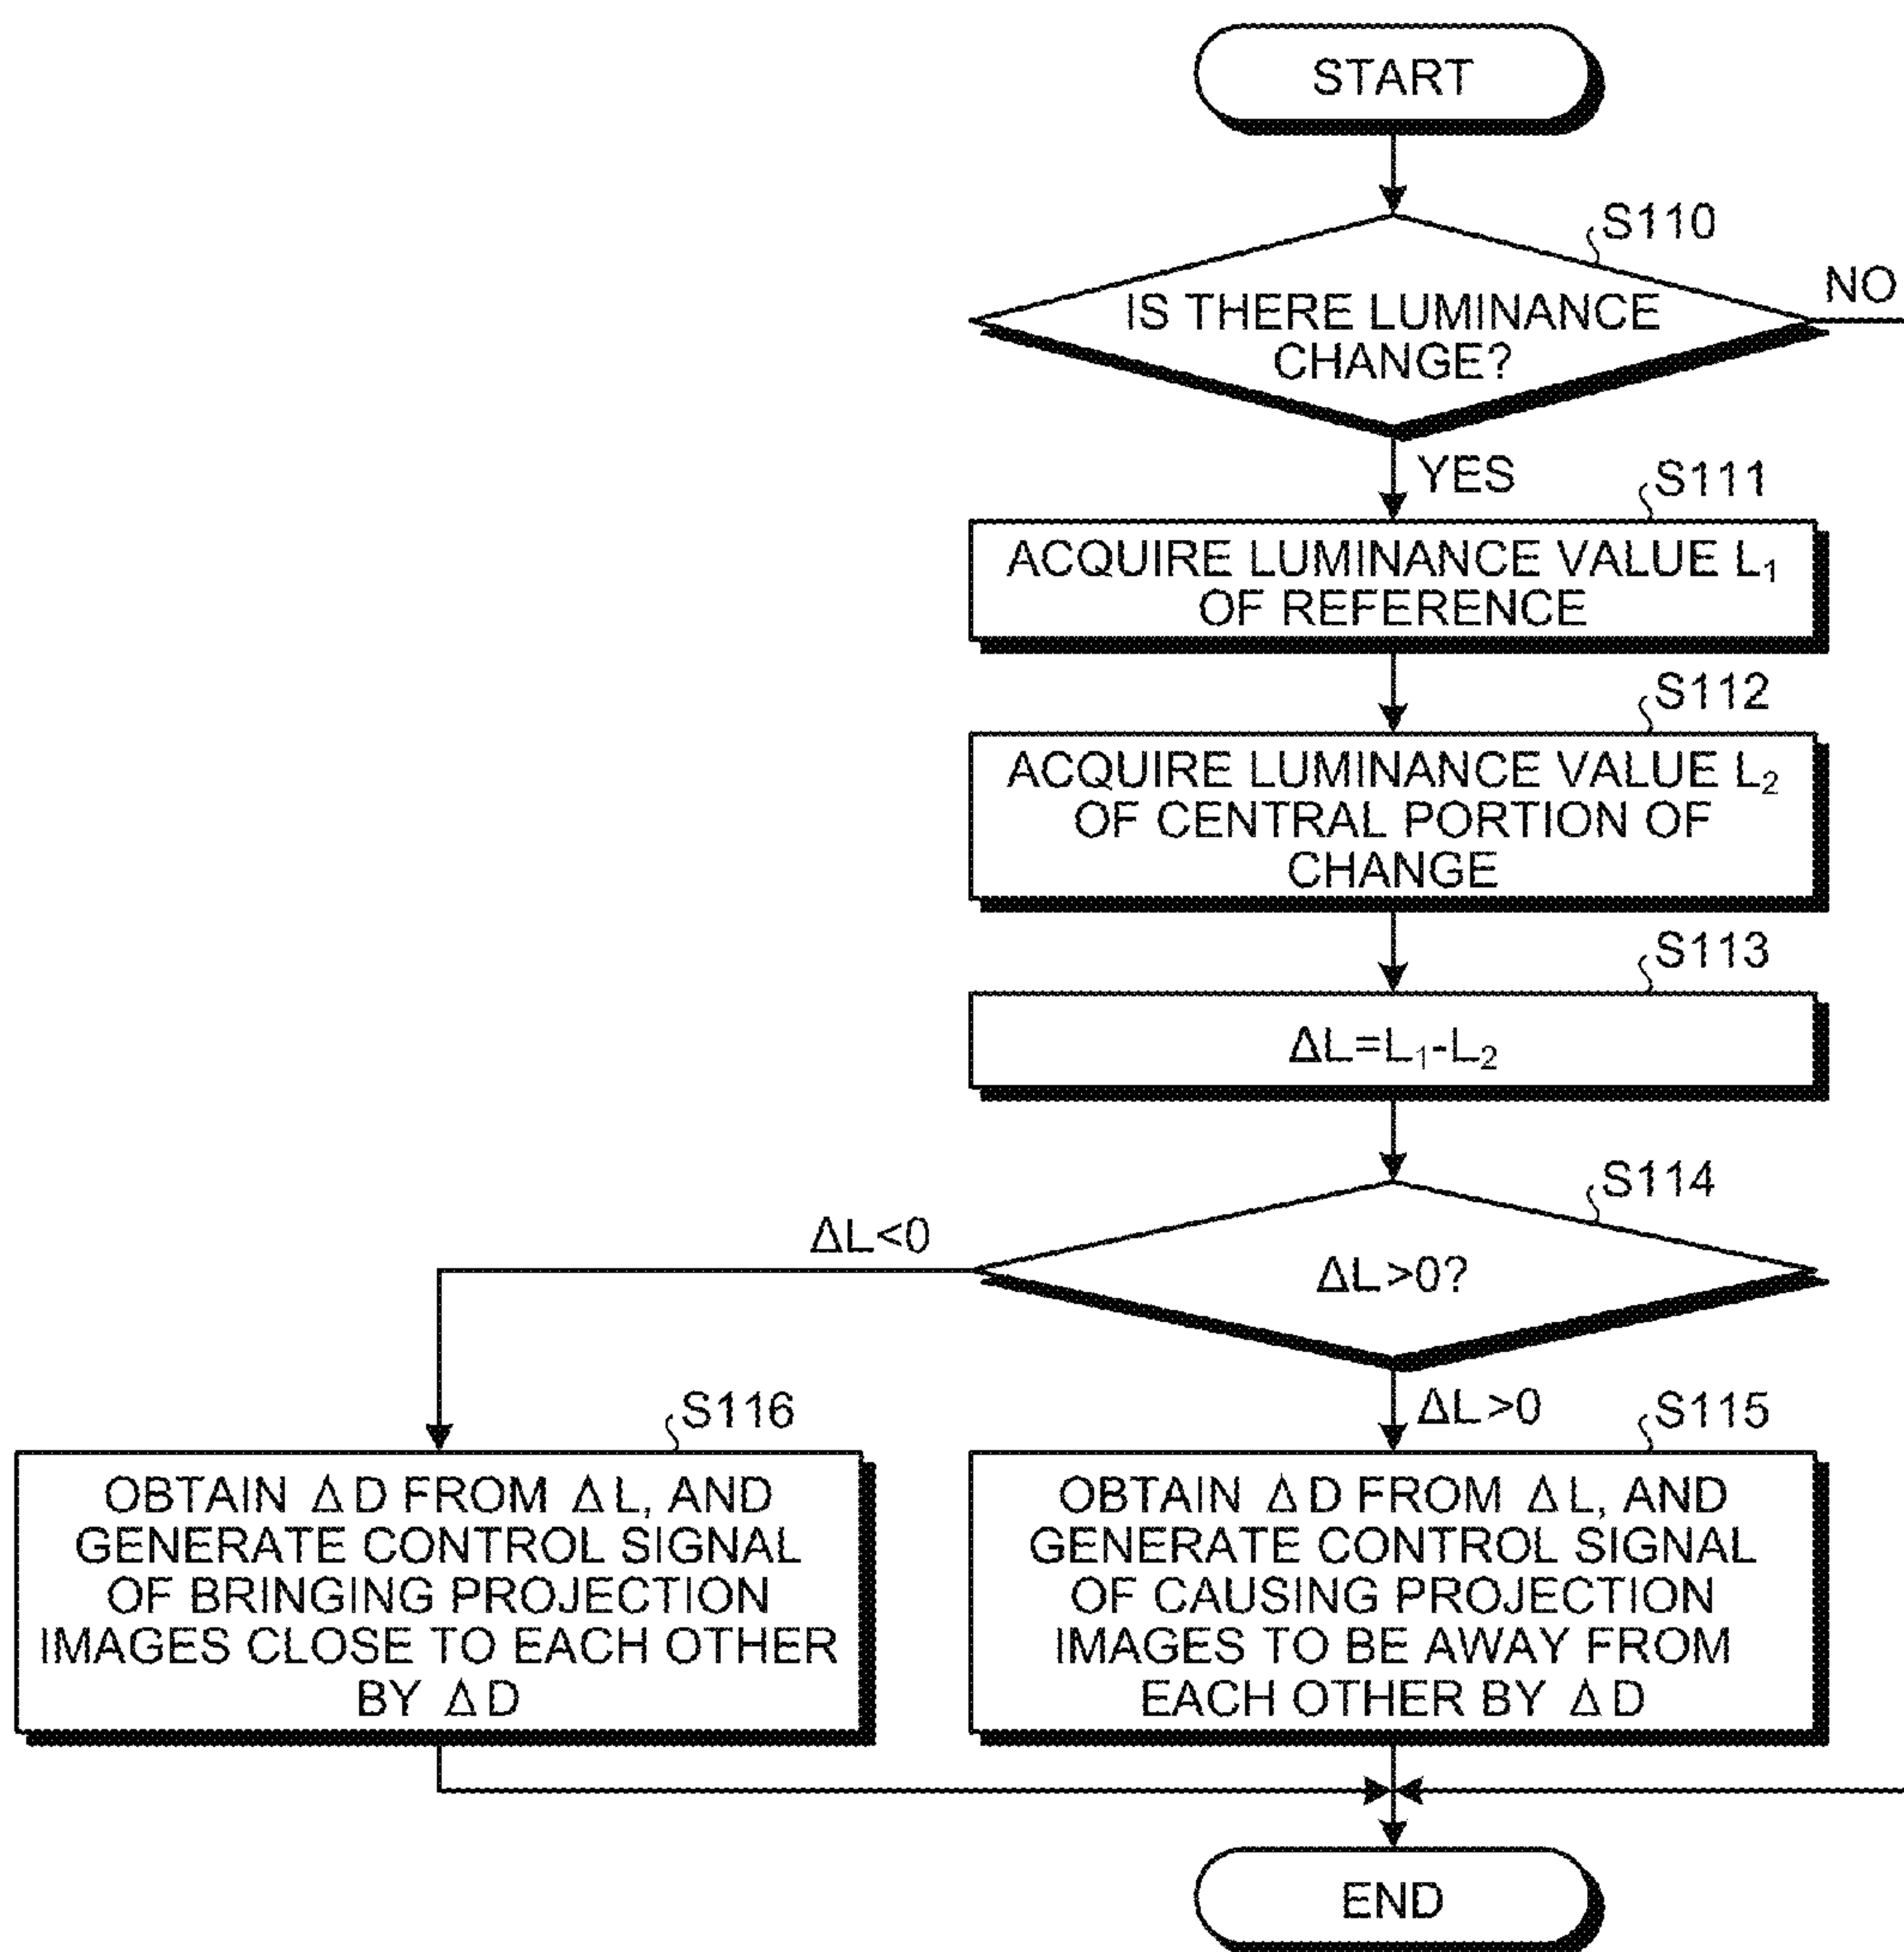 START
S110
IS THERE LUMINANCE
CHANGE?
NO
YES
S111
ACQUIRE LUMINANCE VALUE L₁
OF REFERENCE
S112
ACQUIRE LUMINANCE VALUE L₂
OF CENTRAL PORTION OF
CHANGE
S113
ΔL=L₁-L₂
S114
ΔL>0?
ΔL<0
ΔL>0
S116
OBTAIN ΔD FROM ΔL, AND
GENERATE CONTROL SIGNAL
OF BRINGING PROJECTION
IMAGES CLOSE TO EACH OTHER
BY ΔD
S115
OBTAIN ΔD FROM ΔL, AND
GENERATE CONTROL SIGNAL
OF CAUSING PROJECTION
IMAGES TO BE AWAY FROM
EACH OTHER BY ΔD
END